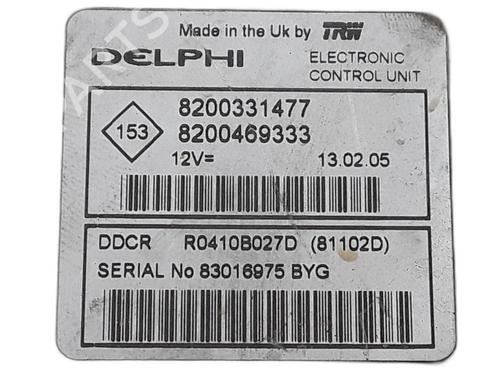 Made in the Uk by TRW
DELPHI
ELECTRONIC
CONTROL UNIT
153
8200331477
8200469333
12V=
13.02.05
DDCR R0410B027D (81102D)
SERIAL No 83016975 BYG